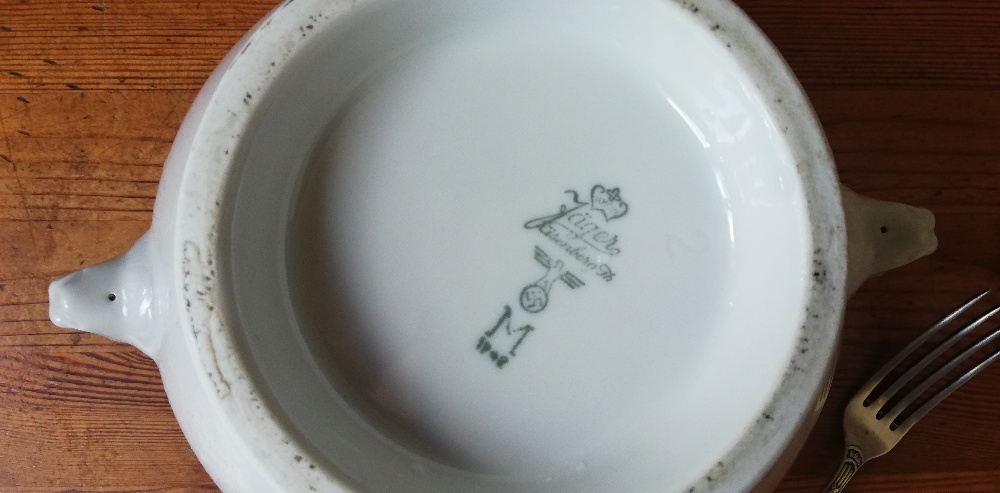 Jäger
Eisenberg Th.
M